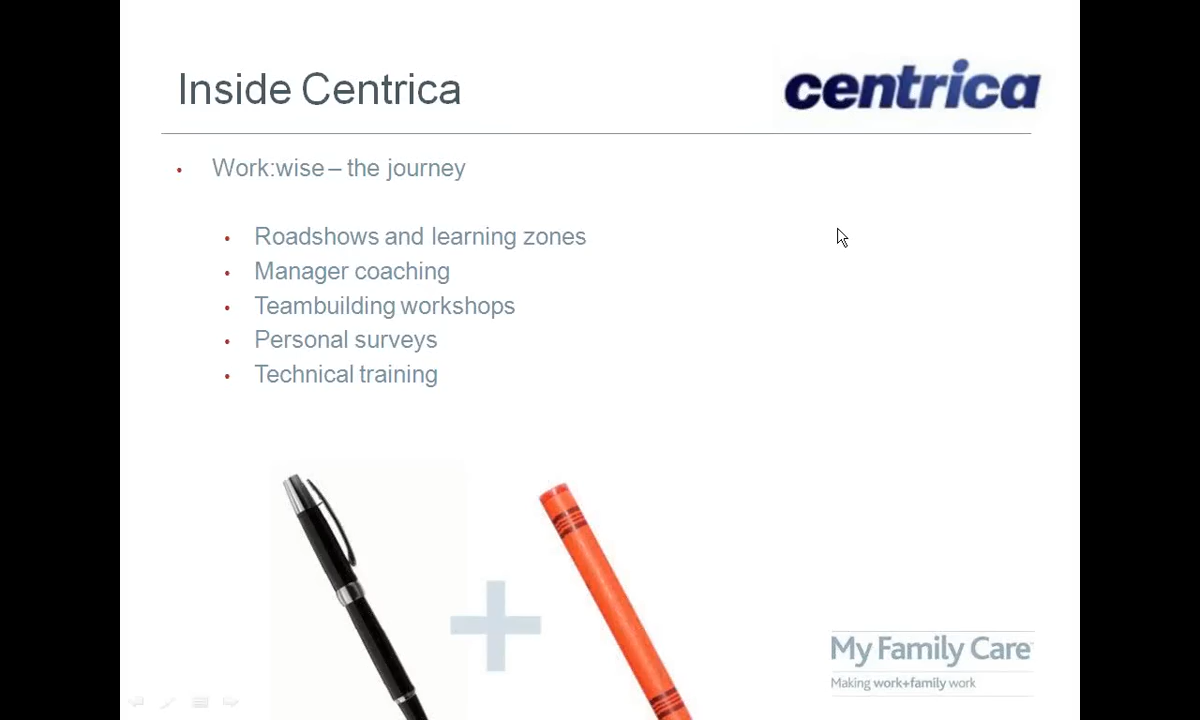 Inside Centrica
centrica
Work:wise – the journey
Roadshows and learning zones
Manager coaching
Teambuilding workshops
Personal surveys
Technical training
My Family Care
Making work+family work